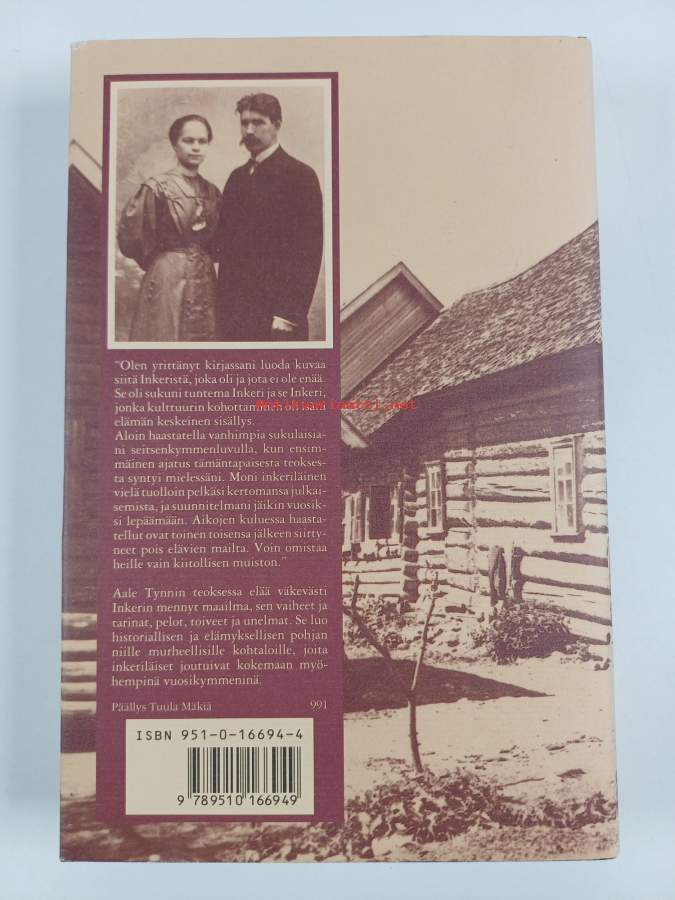 "Olen yrittänyt kirjassani luoda kuvaa
siitä Inkeristä, joka oli ja jota ei ole enää.
Se oli sukuni tuntema Inkeri ja se Inkeri,
jonka kulttuurin kohottaminen oli isäni
elämän keskeinen sisällys.
Aloin haastatella vanhimpia sukulaisia-
ni seitsenkymmenluvulla, kun ensim-
mäinen ajatus tämäntapaisesta teokses-
ta syntyi mielessäni. Moni inkeriläinen
vielä tuolloin pelkäsi kertomansa julkai-
semista, ja suunnitelmani jäikin vuosik-
si lepäämään. Aikojen kuluessa haasta-
tellut ovat toinen toisensa jälkeen siirty-
neet pois elävien mailta. Voin omistaa
heille vain kiitollisen muiston."
Aale Tynnin teoksessa elää väkevästi
Inkerin mennyt maailma, sen vaiheet ja
tarinat, pelot, toiveet ja unelmat. Se luo
historiallisen ja elämyksellisen pohjan
niille murheellisille kohtaloille, joita
inkeriläiset joutuivat kokemaan myö-
hempinä vuosikymmeninä.
Päällys Tuula Mäkiä 991
ISBN 951-0-16694-4
9 789510 166949